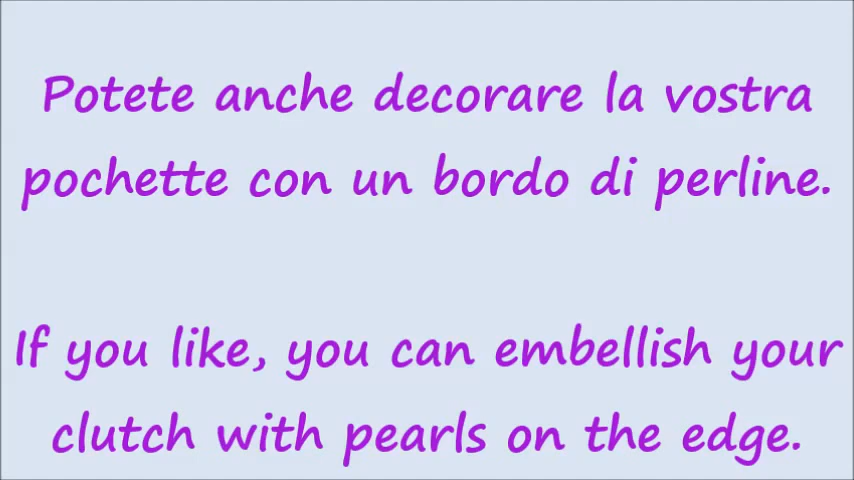 Potete anche decorare la vostra
pochette con un bordo di perline.
If you like, you can embellish your
clutch with pearls on the edge.